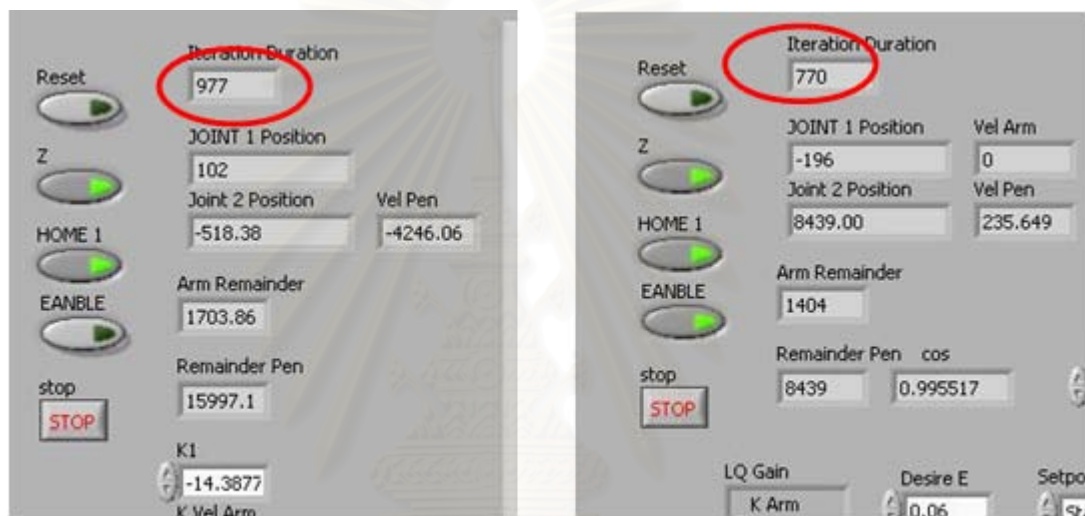 Iteration Duration
Reset
977
JOINT 1 Position
Z
102
Joint 2 Position Vel Pen
HOME 1
-518.38 -4246.06
Arm Remainder
EANBLE
1703.86
Remainder Pen
stop
15997.1
STOP
K1
-14.3877
K Vel Arm
Iteration Duration
Reset
770
JOINT 1 Position Vel Arm
Z
-196 0
Joint 2 Position Vel Pen
HOME 1
8439.00 235.649
Arm Remainder
EANBLE
1404
Remainder Pen cos
stop
8439 0.995517
STOP
LQ Gain Desire E Setpo
K Arm
0.06